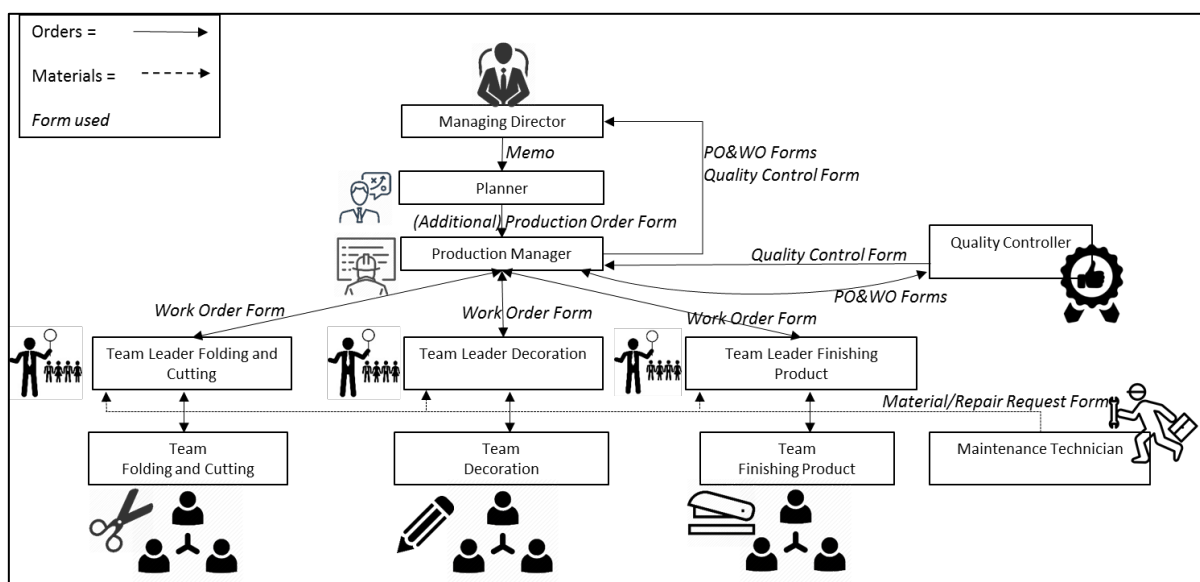 Orders =
Materials =
Form used
Managing Director
Memo
PO&WO Forms
Quality Control Form
Planner
(Additional) Production Order Form
Production Manager
Quality Control Form
Quality Controller
PO&WO Forms
Work Order Form
Work Order Form
Work Order Form
Team Leader Folding and
Cutting
Team Leader Decoration
Team Leader Finishing
Product
Material/Repair Request Form
Team
Folding and Cutting
Team
Decoration
Team
Finishing Product
Maintenance Technician